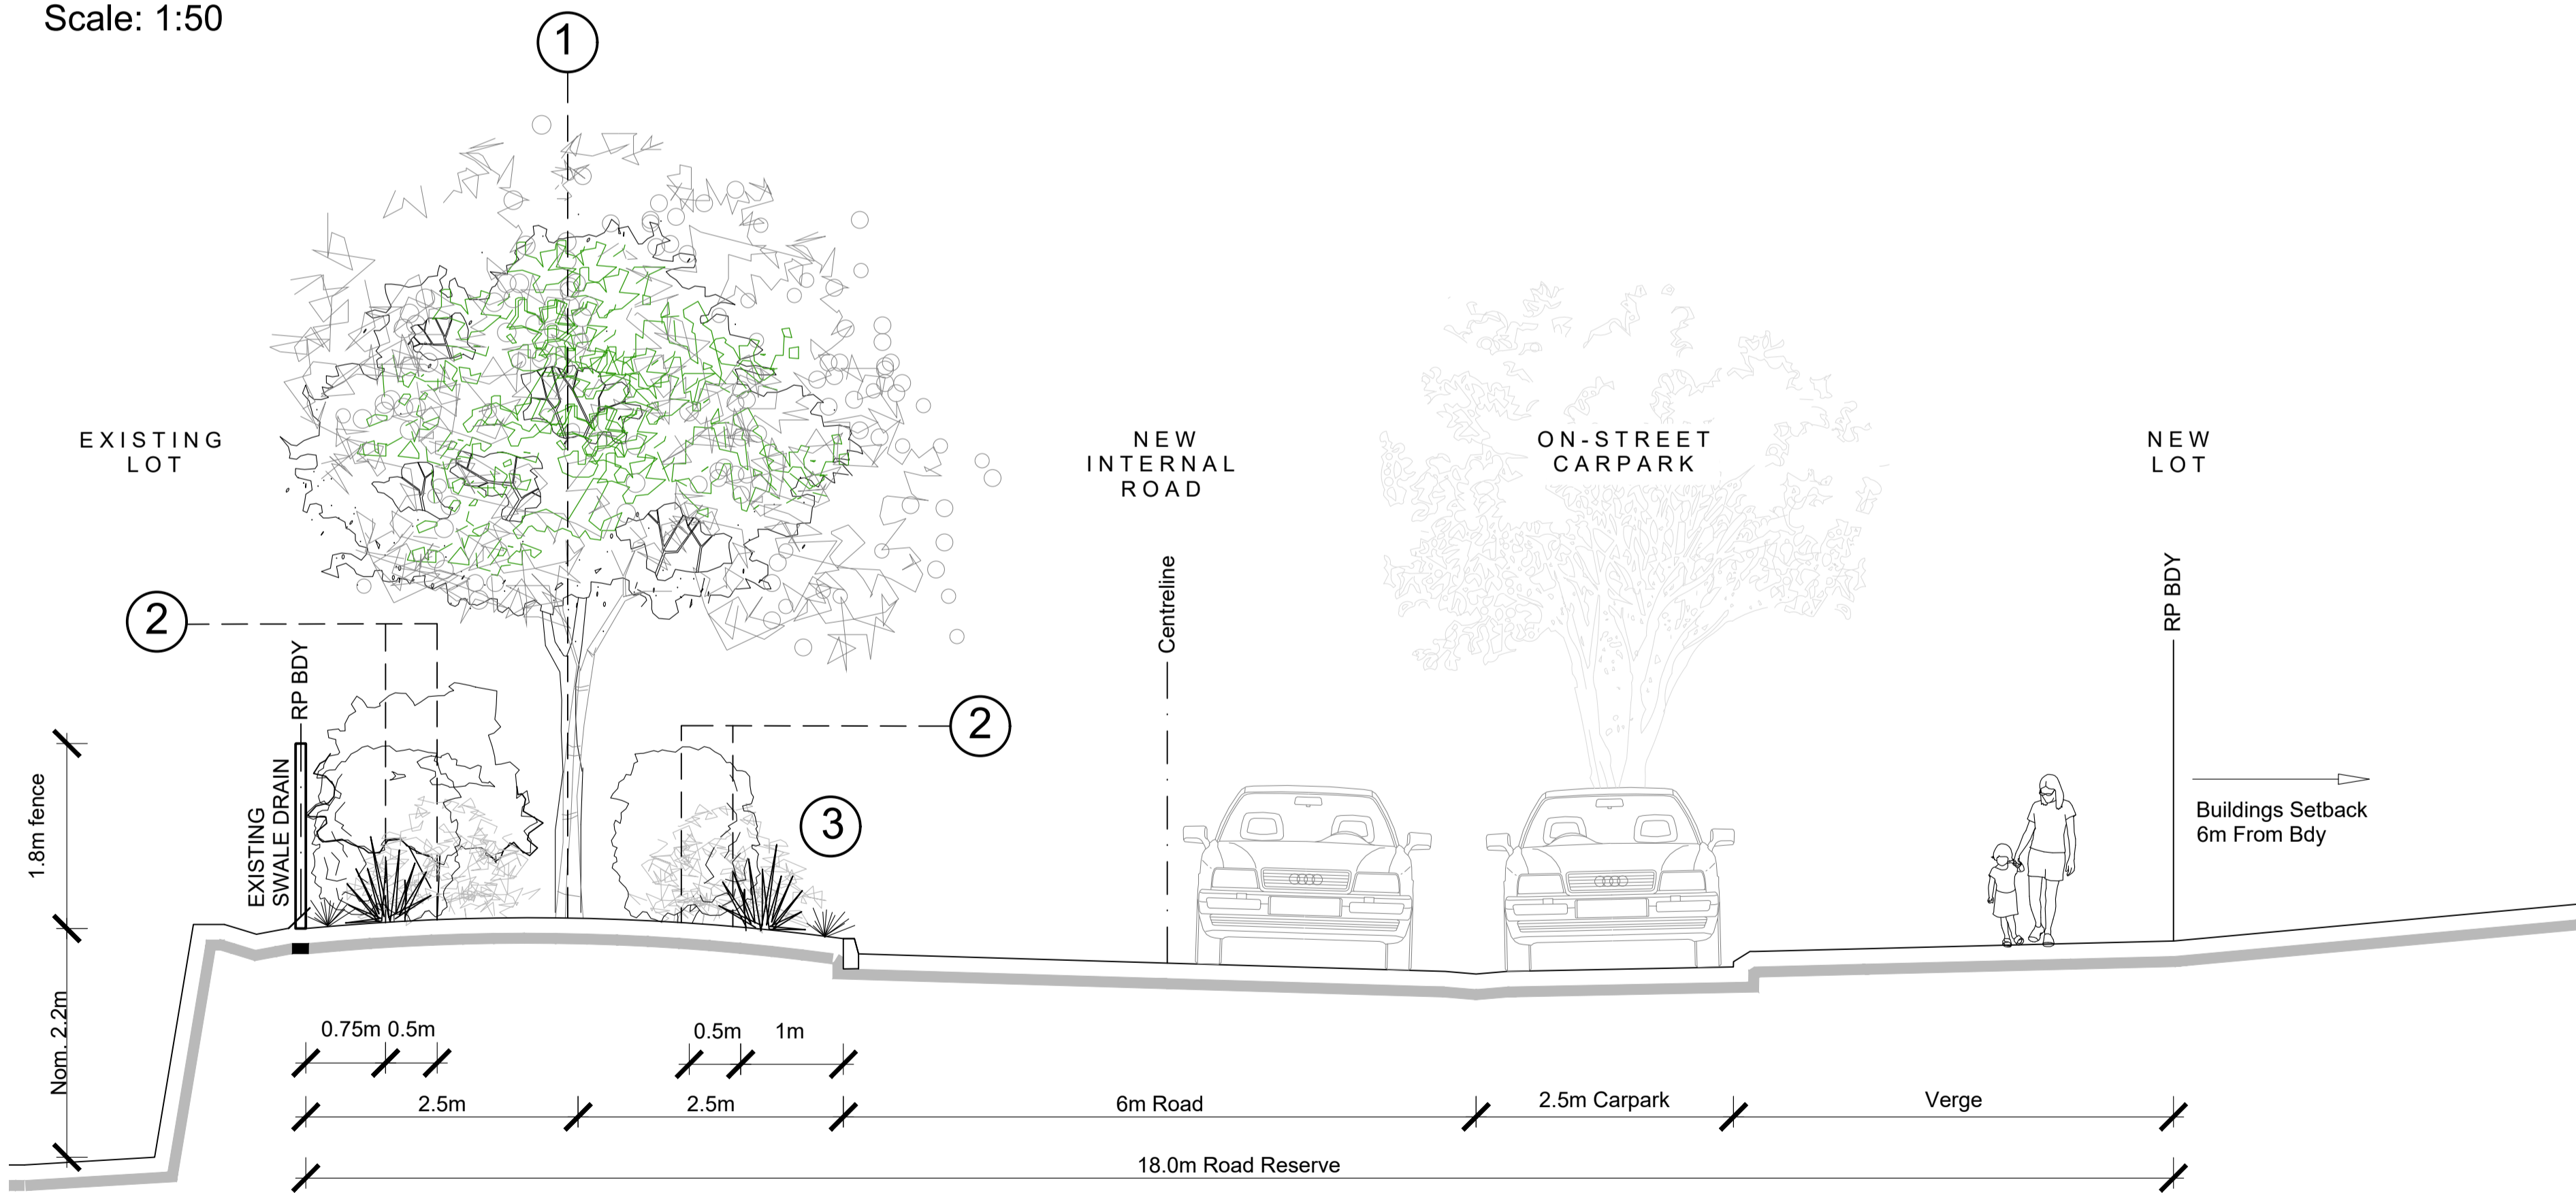 Scale: 1:50
1
EXISTING
LOT
NEW
INTERNAL
ROAD
ON-STREET
CARPARK
NEW
LOT
2
RP BDY
Centreline
RP BDY
2
1.8m fence
EXISTING
SWALE DRAIN
3
Buildings Setback
6m From Bdy
Nom. 2.2m
0.75m 0.5m
0.5m 1m
2.5m
2.5m
6m Road
2.5m Carpark
Verge
18.0m Road Reserve